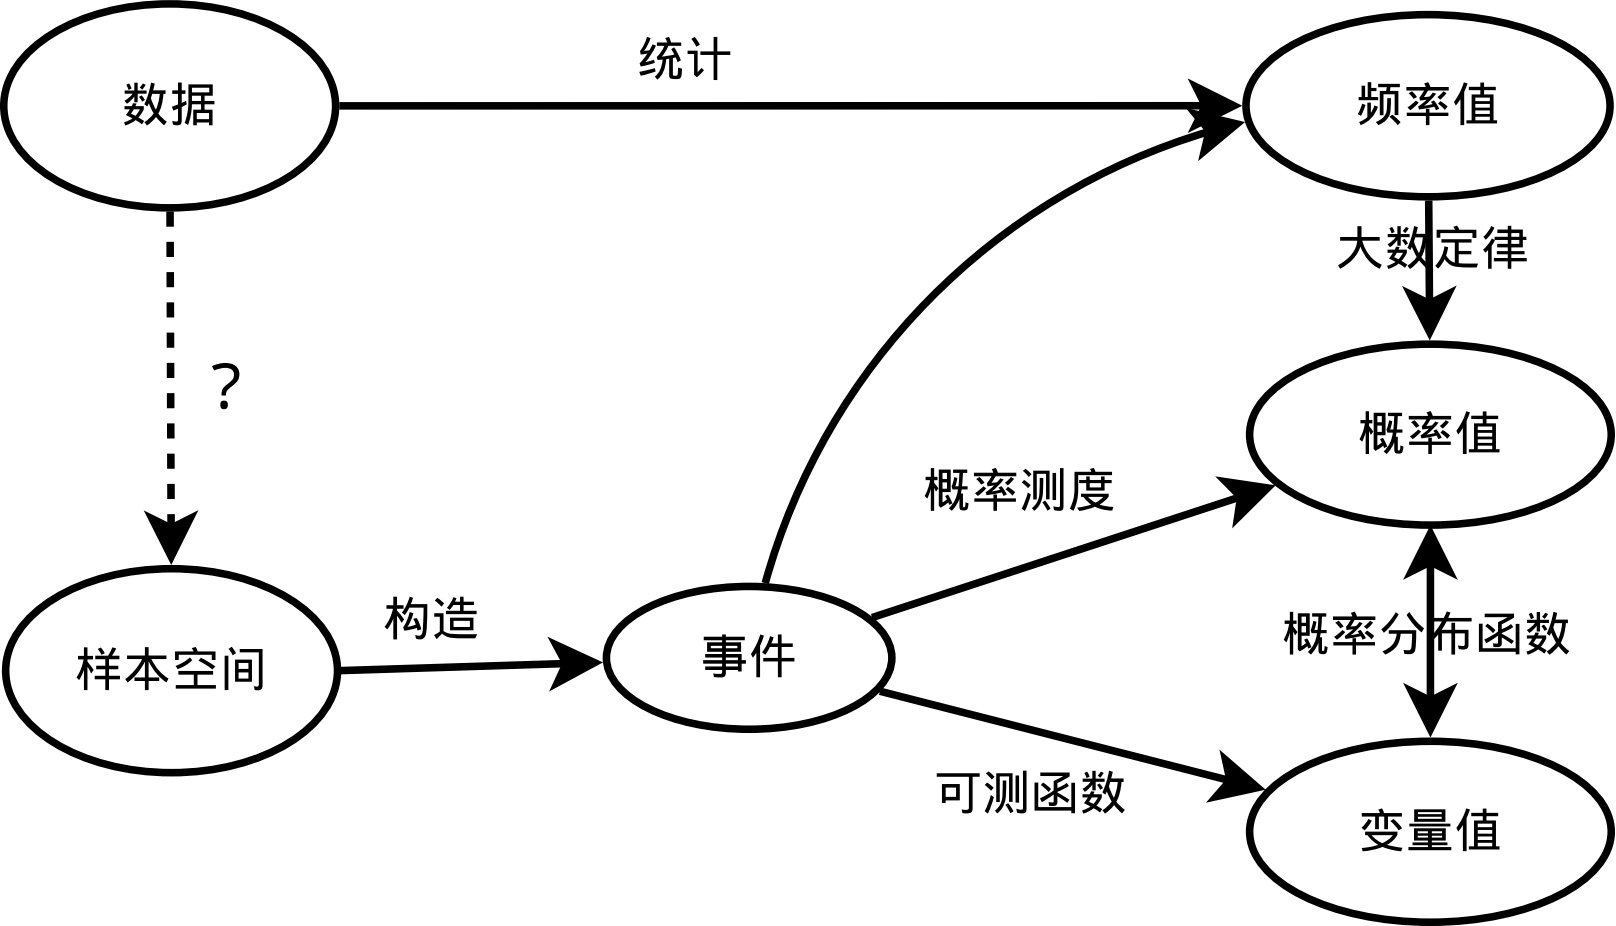 统计
数据
频率值
大数定律
？
概率值
概率测度
构造
概率分布函数
事件
样本空间
可测函数
变量值